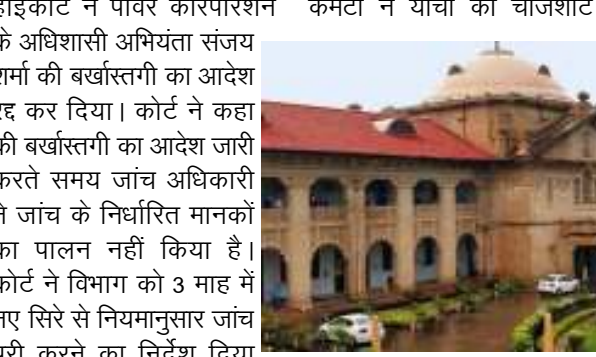 हाईकोर्ट ने पावर कारपोरेशन
के अधिशासी अभियंता संजय
शर्मा की बर्खास्तगी का आदेश
रद्द कर दिया। कोर्ट ने कहा
की बर्खास्तगी का आदेश जारी
करते समय जांच अधिकारी
ने जांच के निर्धारित मानकों
का पालन नहीं किया है।
कोर्ट ने विभाग को 3 माह में
नए सिरे से नियमानुसार जांच
पूरी करने का निर्देश दिया
कमेटी ने याची को चार्जशीट